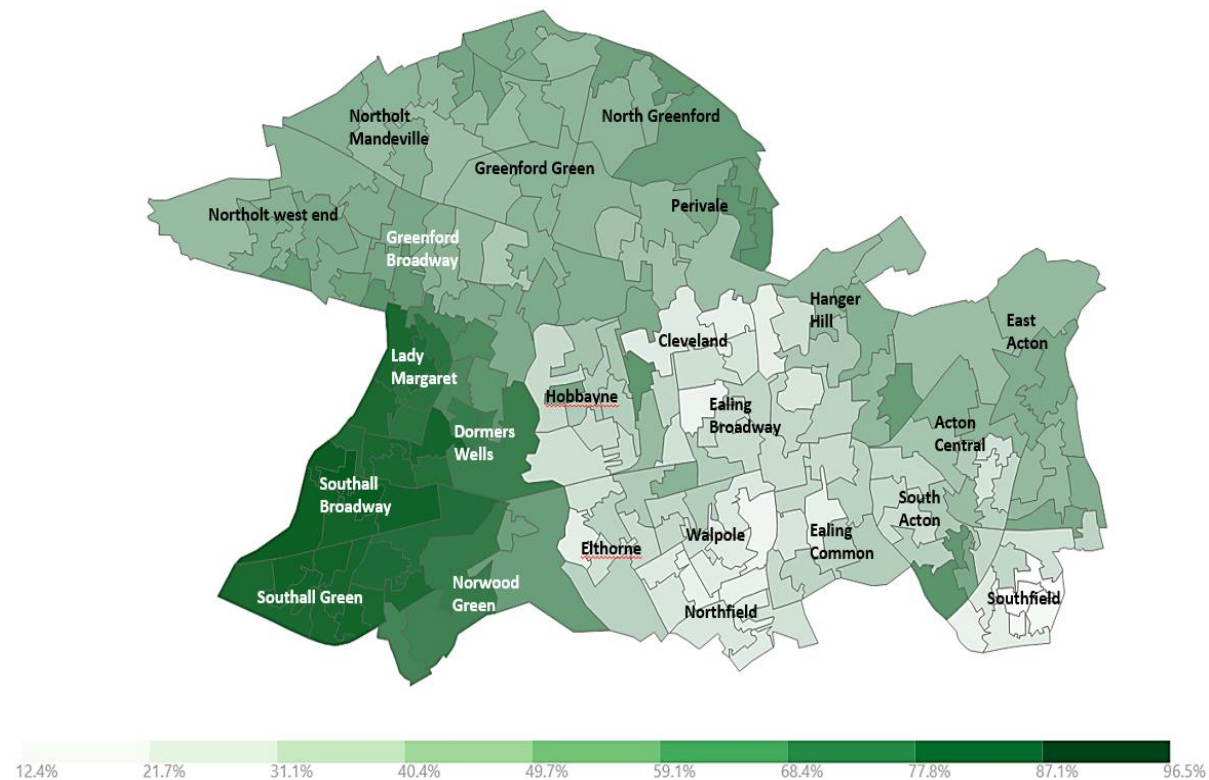 Northolt
Mandeville
North Greenford
Greenford Green
Perivale
Northolt west end
Greenford
Broadway
Hanger
Hill
East
Acton
Cleveland
Lady
Margaret
Hobbayne
Ealing
Broadway
Acton
Central
Dormers
Wells
Southall
Broadway
South
Acton
Walpole
Ealing
Common
Elthorne
Norwood
Green
Southall Green
Northfield
Southfield
12.4% 21.7% 31.1% 40.4% 49.7% 59.1% 68.4% 77.8% 87.1% 96.5%